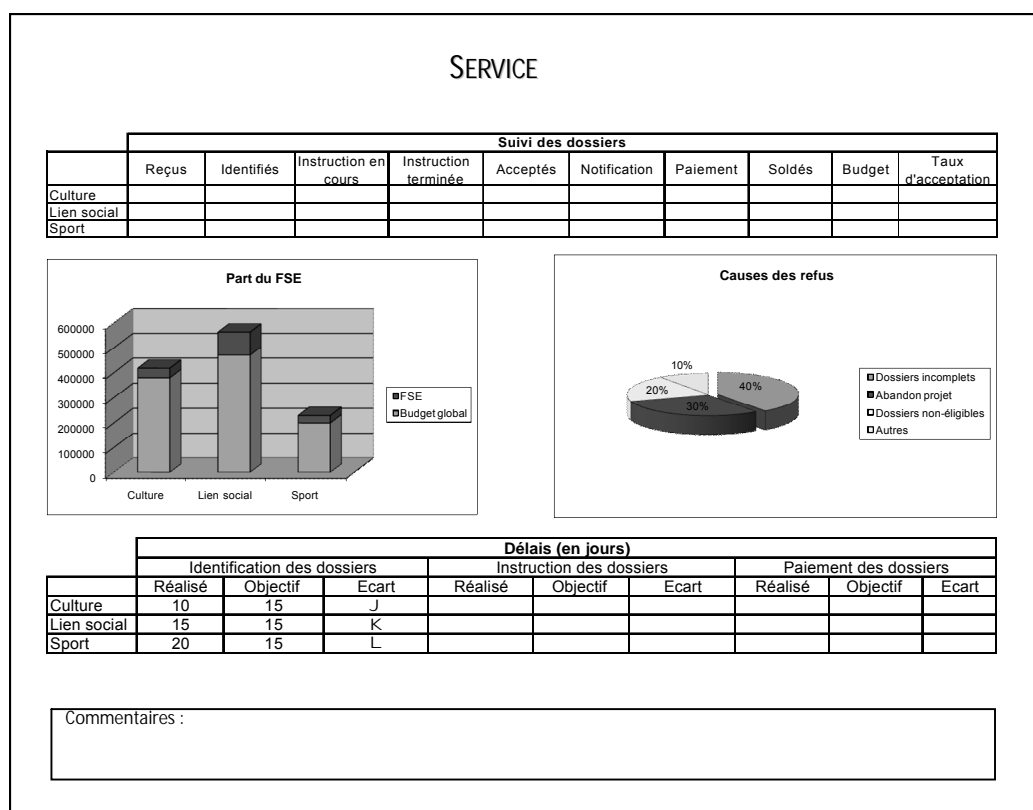 SERVICE
Suivi des dossiers
Reçus Identifiés Instruction en cours Instruction terminée Acceptés Notification Paiement Soldés Budget Taux d'acceptation
Culture
Lien social
Sport
Part du FSE
600000
500000
400000
300000
200000
100000
0
Culture Lien social Sport
FSE
Budget global
Causes des refus
10%
20%
40%
30%
Dossiers incomplets
Abandon projet
Dossiers non-éligibles
Autres
Délais (en jours)
Identification des dossiers Instruction des dossiers Paiement des dossiers
Réalisé Objectif Ecart Réalisé Objectif Ecart Réalisé Objectif Ecart
Culture 10 15 J
Lien social 15 15 K
Sport 20 15 L
Commentaires :